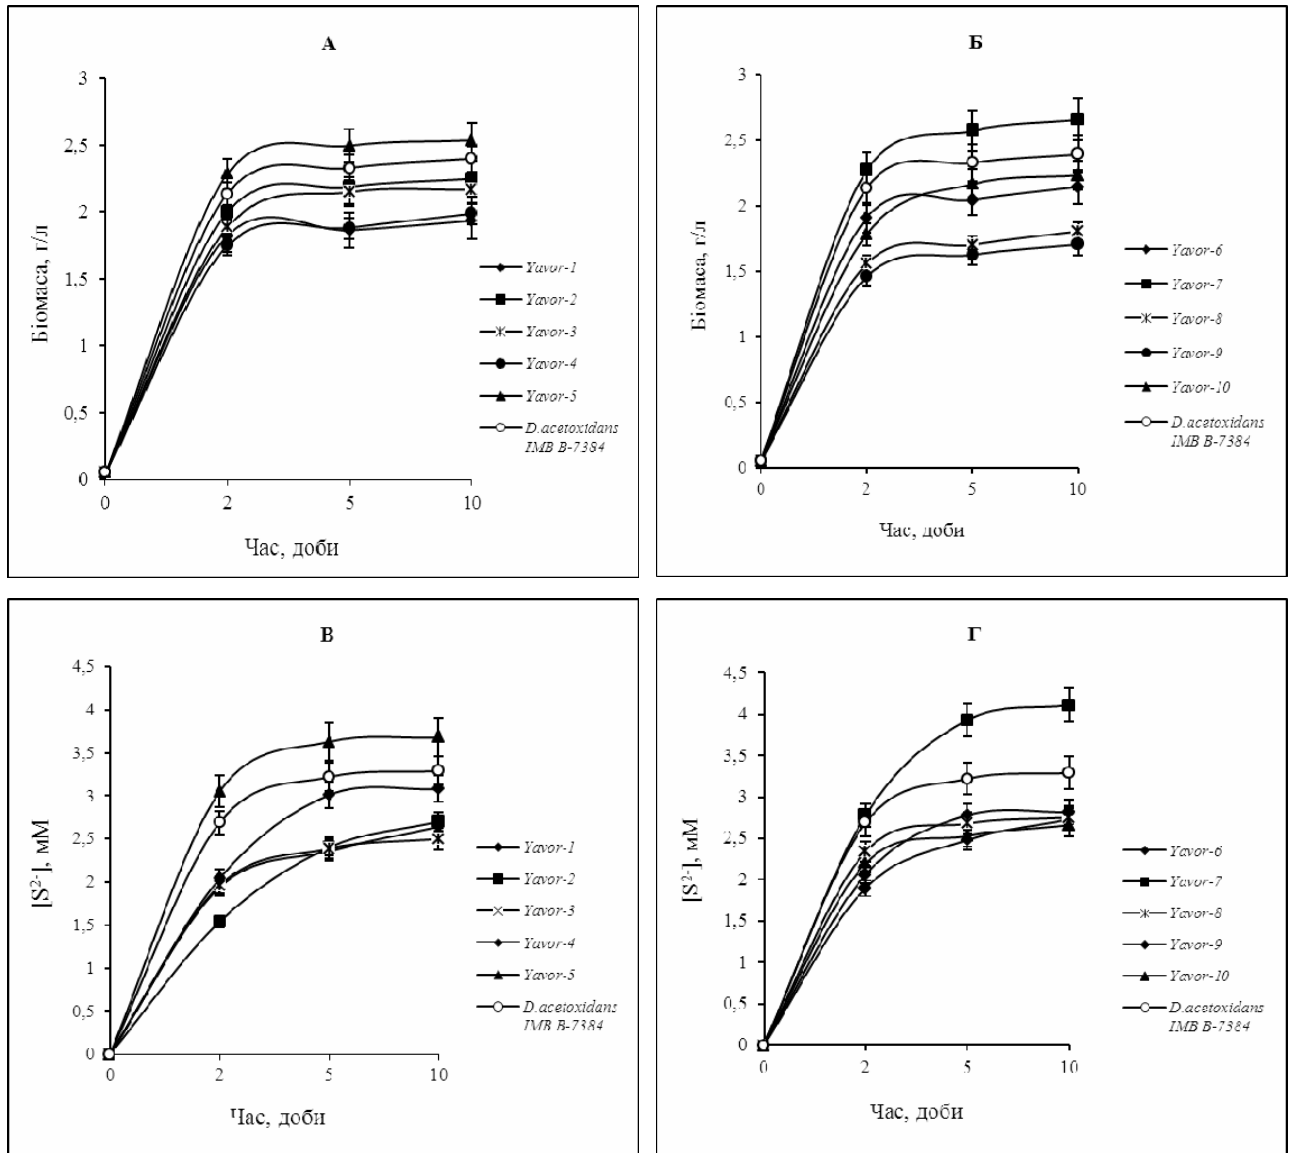 А
Біомаса, г/л
3
2,5
2
1,5
1
0,5
0
0
2
5
10
Час, доби
Yavor-1
Yavor-2
Yavor-3
Yavor-4
Yavor-5
D.acetoxidans
IMB B-7384
Б
Біомаса, г/л
3
2,5
2
1,5
1
0,5
0
0
2
5
10
Час, доби
Yavor-6
Yavor-7
Yavor-8
Yavor-9
Yavor-10
D.acetoxidans
IMB B-7384
В
[S²⁻], мМ
4,5
4
3,5
3
2,5
2
1,5
1
0,5
0
0
2
5
10
Час, доби
Yavor-1
Yavor-2
Yavor-3
Yavor-4
Yavor-5
D.acetoxidans
IMB B-7384
Г
[S²⁻], мМ
4,5
4
3,5
3
2,5
2
1,5
1
0,5
0
0
2
5
10
Час, доби
Yavor-6
Yavor-7
Yavor-8
Yavor-9
Yavor-10
D.acetoxidans
IMB B-7384